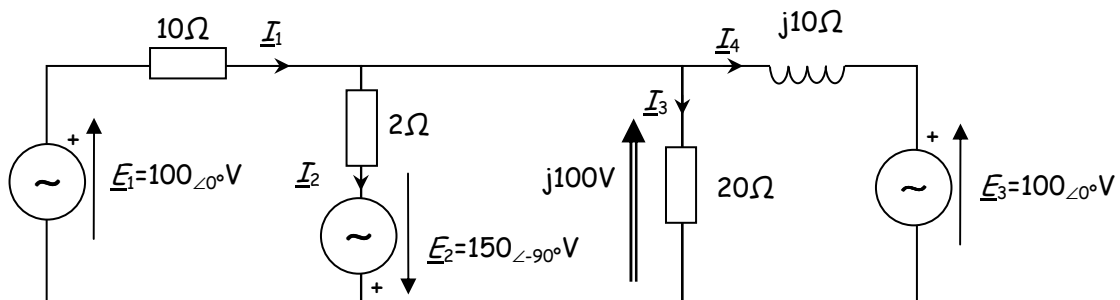 10Ω
I1
I4
j10Ω
+
E1=100∠0°V
2Ω
I2
E2=150∠-90°V
+
j100V
I3
20Ω
+
E3=100∠0°V
~
~
~